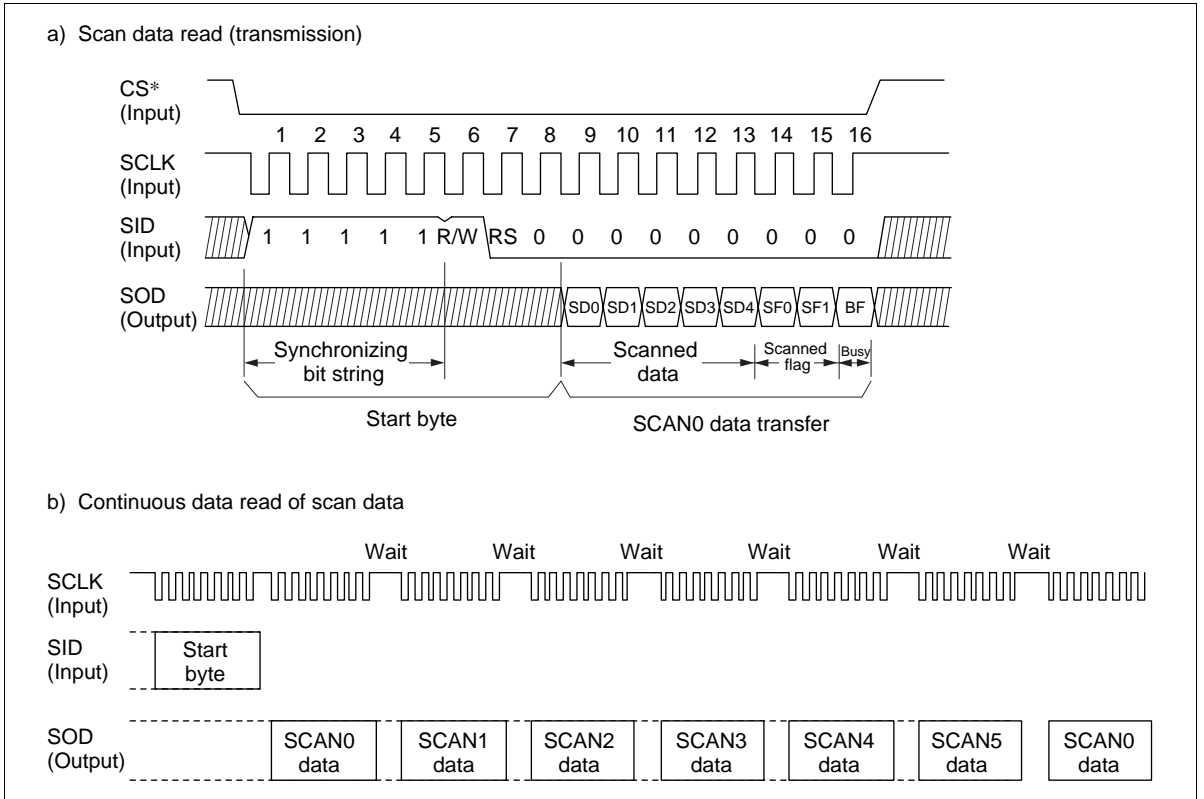 a) Scan data read (transmission)
CS*
(Input)
1 2 3 4 5 6 7 8 9 10 11 12 13 14 15 16
SCLK
(Input)
SID
(Input)
1 1 1 1 1 R/W RS 0 0 0 0 0 0 0 0 0
SOD
(Output)
SD0 SD1 SD2 SD3 SD4 SF0 SF1 BF
Synchronizing
bit string
Scanned
data
Scanned
flag
Busy
Start byte
SCAN0 data transfer
b) Continuous data read of scan data
Wait Wait Wait Wait Wait Wait
SCLK
(Input)
SID
(Input)
Start
byte
SOD
(Output)
SCAN0
data
SCAN1
data
SCAN2
data
SCAN3
data
SCAN4
data
SCAN5
data
SCAN0
data